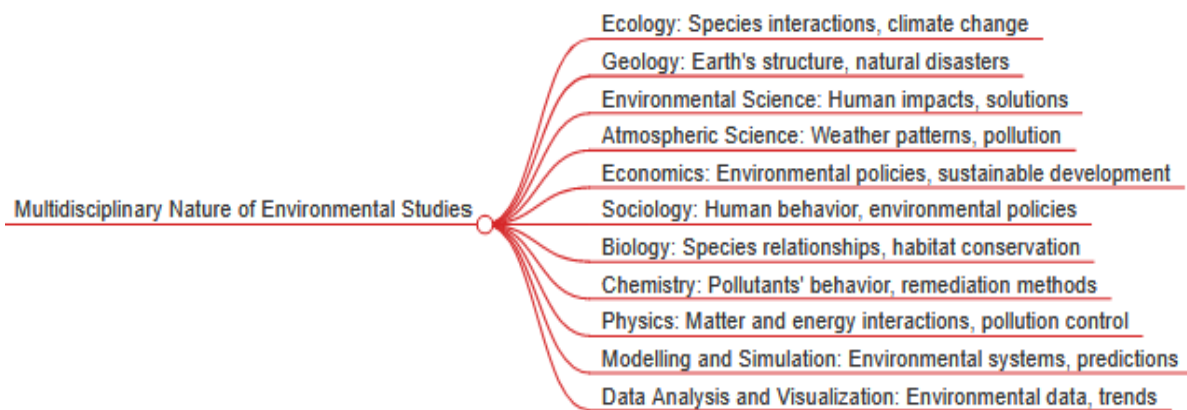 Ecology: Species interactions, climate change
Geology: Earth's structure, natural disasters
Environmental Science: Human impacts, solutions
Atmospheric Science: Weather patterns, pollution
Economics: Environmental policies, sustainable development
Multidisciplinary Nature of Environmental Studies
Sociology: Human behavior, environmental policies
Biology: Species relationships, habitat conservation
Chemistry: Pollutants' behavior, remediation methods
Physics: Matter and energy interactions, pollution control
Modelling and Simulation: Environmental systems, predictions
Data Analysis and Visualization: Environmental data, trends